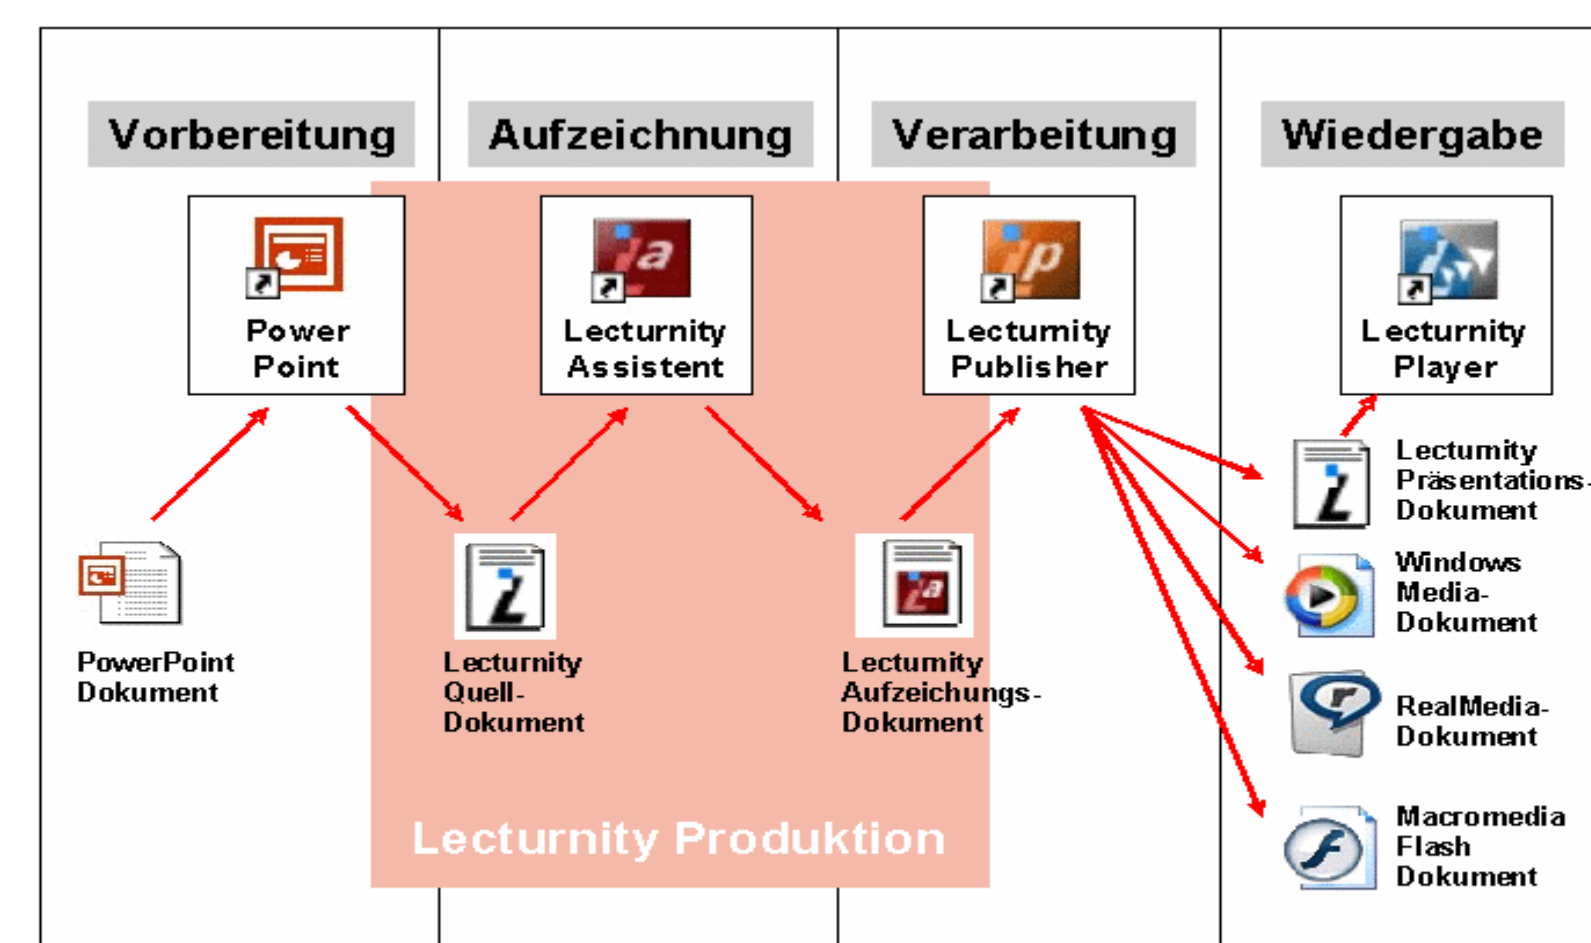 Vorbereitung
Aufzeichnung
Verarbeitung
Wiedergabe
Power
Point
Lecturnity
Assistent
Lecturnity
Publisher
Lecturnity
Player
PowerPoint
Dokument
Lecturnity
Quell-
Dokument
Lecturnity
Aufzeichungs-
Dokument
Lecturnity
Präsentations-
Dokument
Windows
Media-
Dokument
RealMedia-
Dokument
Macromedia
Flash
Dokument
Lecturnity Produktion